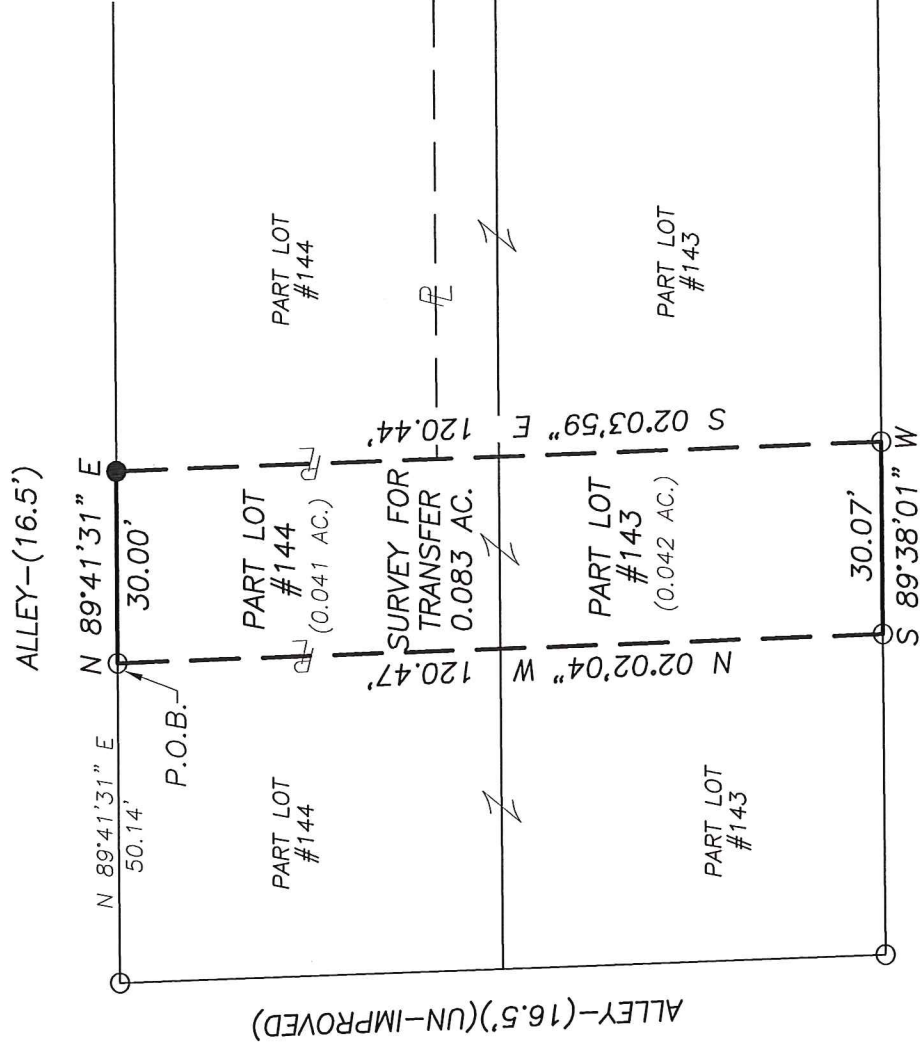 ALLEY-(16.5')
N 89°41'31" E
50.14'
N 89°41'31" E
30.00'
P.O.B.
PART LOT
#144
PART LOT
#144
(0.041 AC.)
PART LOT
#144
PL
PL
PL
SURVEY FOR
TRANSFER
0.083 AC.
N 02°02'04" W 120.47'
S 02°03'59" E 120.44'
PART LOT
#143
PART LOT
#143
(0.042 AC.)
PART LOT
#143
30.07'
S 89°38'01" W
ALLEY-(16.5')(UN-IMPROVED)